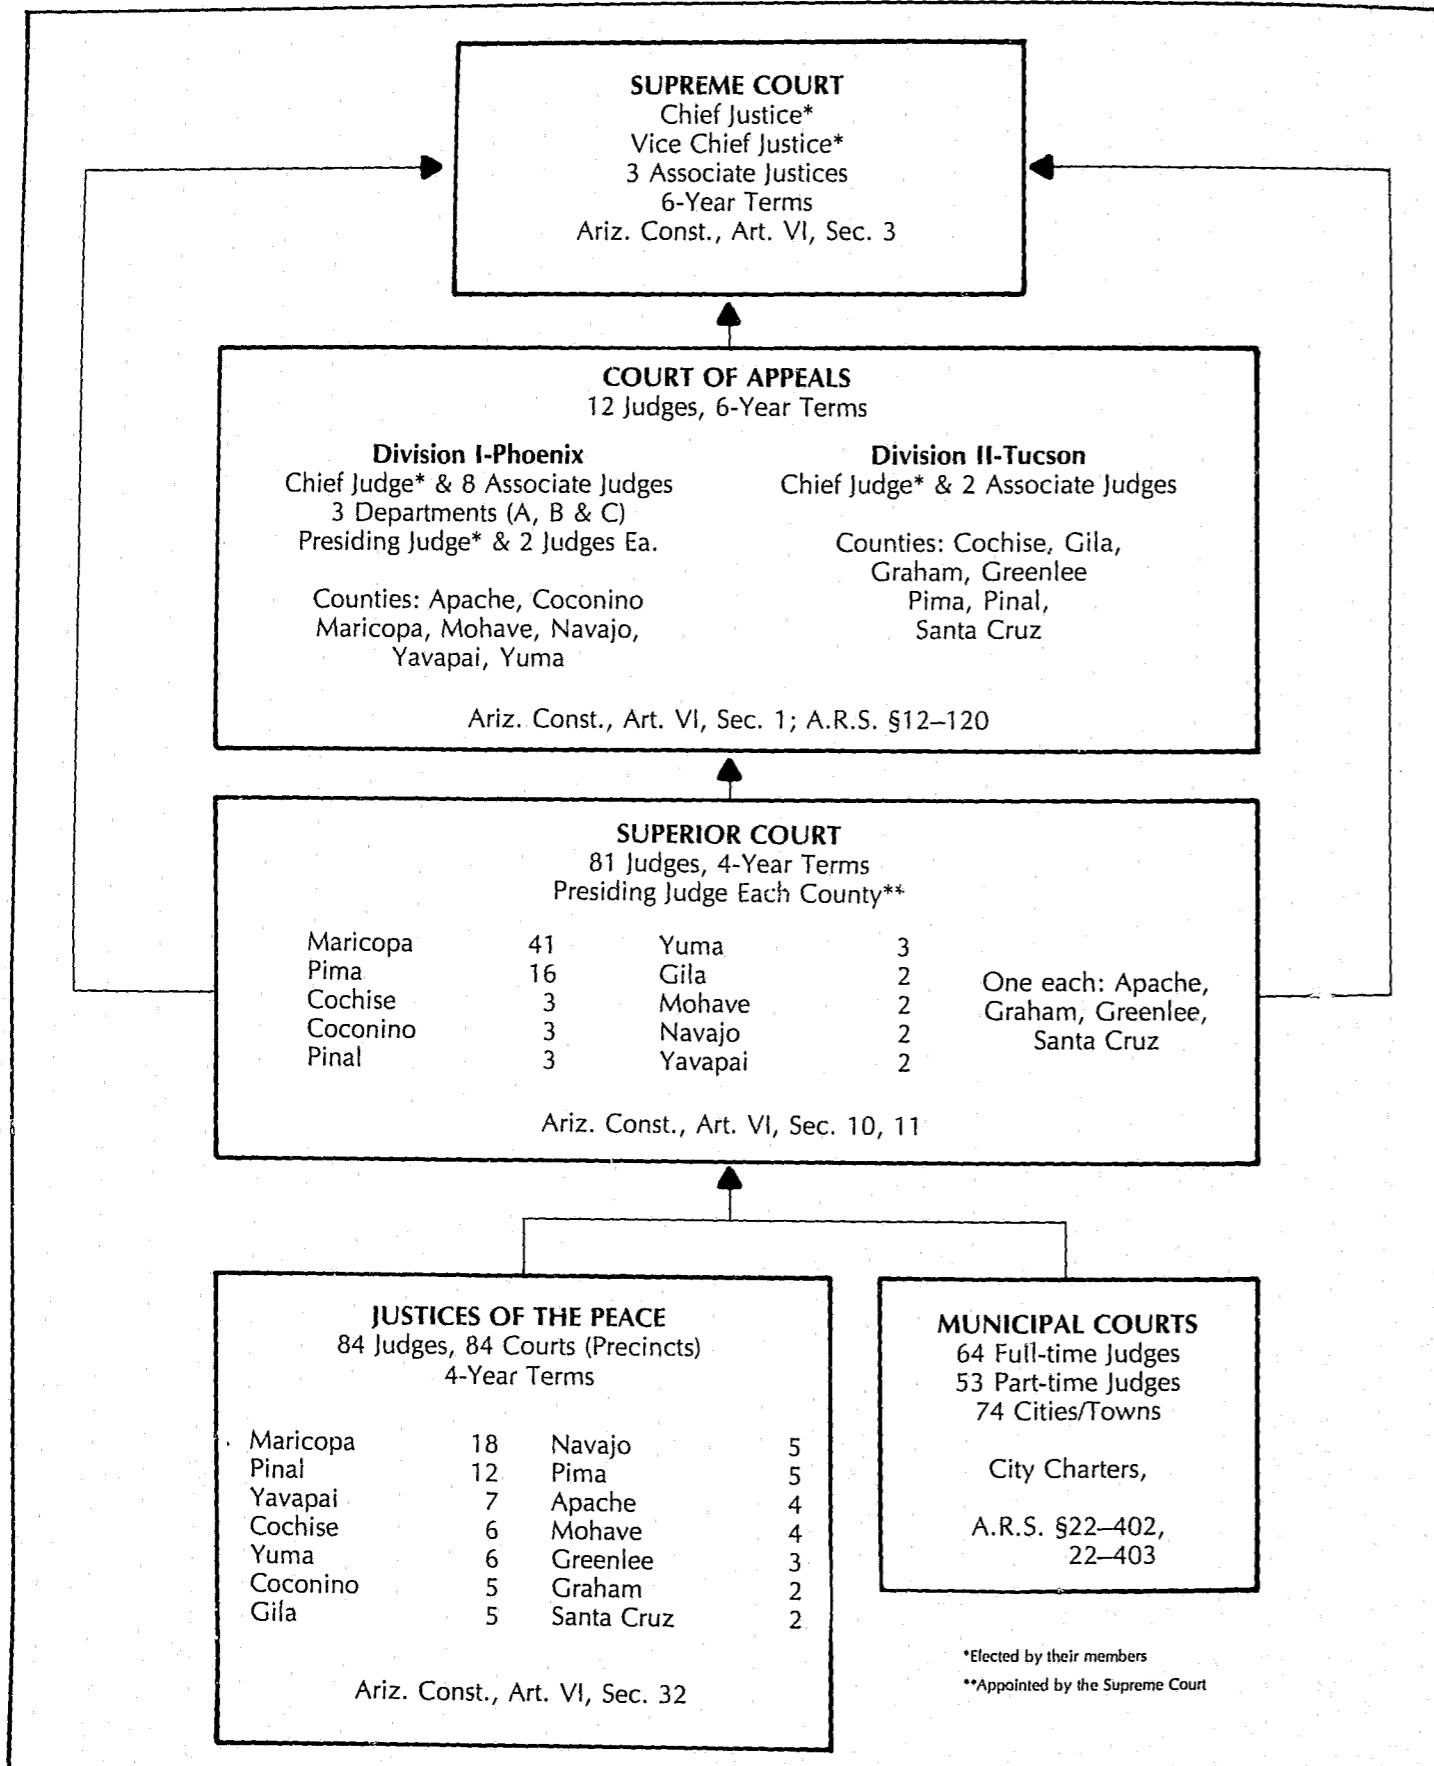 SUPREME COURT
Chief Justice*
Vice Chief Justice*
3 Associate Justices
6-Year Terms
Ariz. Const., Art. VI, Sec. 3
COURT OF APPEALS
12 Judges, 6-Year Terms
Division I-Phoenix
Chief Judge* & 8 Associate Judges
3 Departments (A, B & C)
Presiding Judge* & 2 Judges Ea.
Counties: Apache, Coconino
Maricopa, Mohave, Navajo,
Yavapai, Yuma
Division II-Tucson
Chief Judge* & 2 Associate Judges
Counties: Cochise, Gila,
Graham, Greenlee
Pima, Pinal,
Santa Cruz
Ariz. Const., Art. VI, Sec. 1; A.R.S. §12–120
SUPERIOR COURT
81 Judges, 4-Year Terms
Presiding Judge Each County**
Maricopa 41
Pima 16
Cochise 3
Coconino 3
Pinal 3
Yuma 3
Gila 2
Mohave 2
Navajo 2
Yavapai 2
One each: Apache,
Graham, Greenlee,
Santa Cruz
Ariz. Const., Art. VI, Sec. 10, 11
JUSTICES OF THE PEACE
84 Judges, 84 Courts (Precincts)
4-Year Terms
Maricopa 18
Pinal 12
Yavapai 7
Cochise 6
Yuma 6
Coconino 5
Gila 5
Navajo 5
Pima 5
Apache 4
Mohave 4
Greenlee 3
Graham 2
Santa Cruz 2
Ariz. Const., Art. VI, Sec. 32
MUNICIPAL COURTS
64 Full-time Judges
53 Part-time Judges
74 Cities/Towns
City Charters,
A.R.S. §22–402,
22–403
*Elected by their members
**Appointed by the Supreme Court